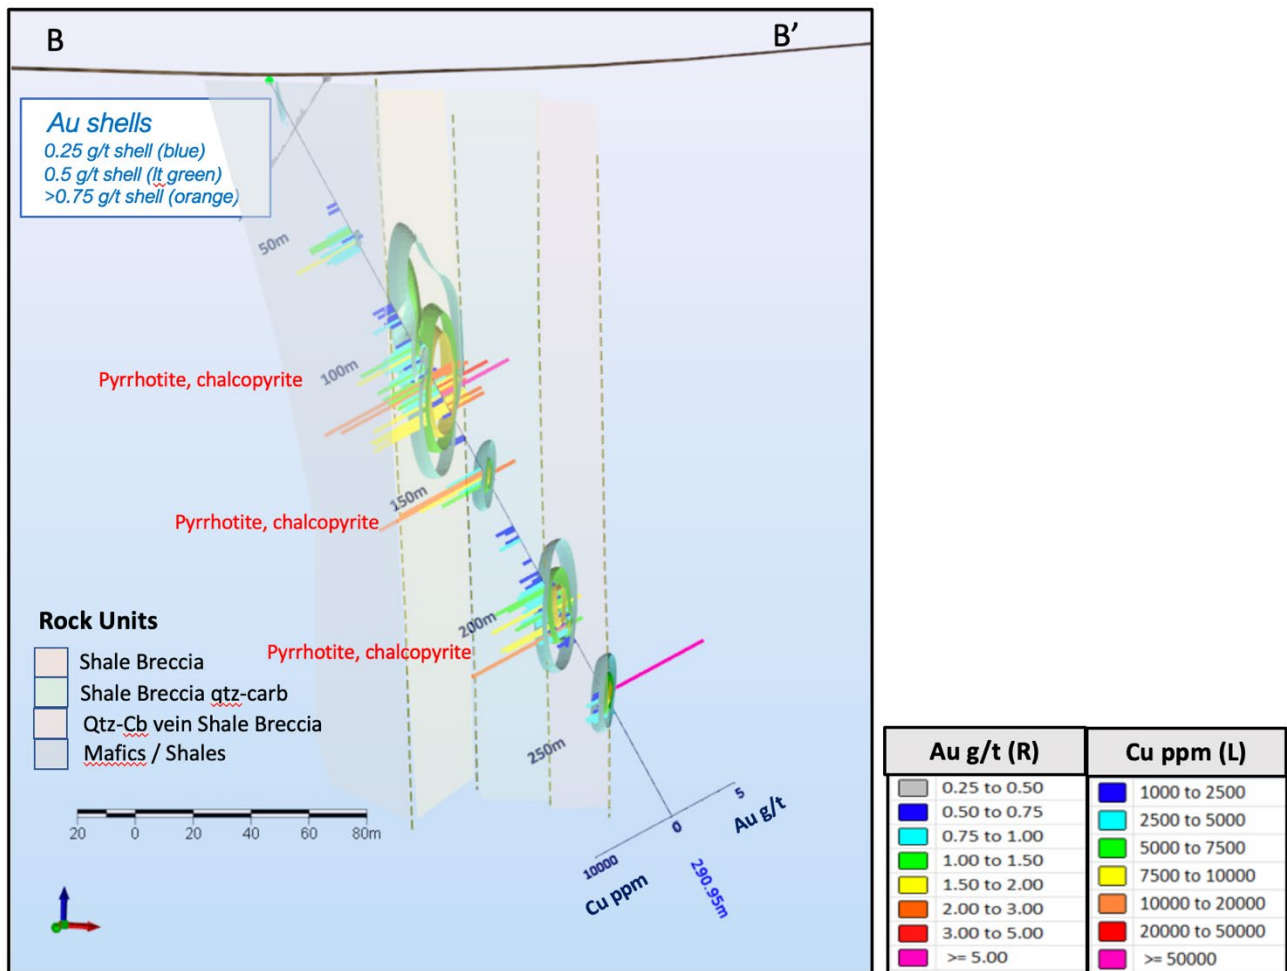 B
B’
Au shells
0.25 g/t shell (blue)
0.5 g/t shell (lt green)
>0.75 g/t shell (orange)
50m
100m
Pyrrhotite, chalcopyrite
150m
Pyrrhotite, chalcopyrite
200m
Pyrrhotite, chalcopyrite
250m
Rock Units
Shale Breccia
Shale Breccia qtz-carb
Qtz-Cb vein Shale Breccia
Mafics / Shales
20 0 20 40 60 80m
5
Au g/t
0
10000
Cu ppm
290.95m
Au g/t (R)
0.25 to 0.50
0.50 to 0.75
0.75 to 1.00
1.00 to 1.50
1.50 to 2.00
2.00 to 3.00
3.00 to 5.00
>= 5.00
Cu ppm (L)
1000 to 2500
2500 to 5000
5000 to 7500
7500 to 10000
10000 to 20000
20000 to 50000
>= 50000